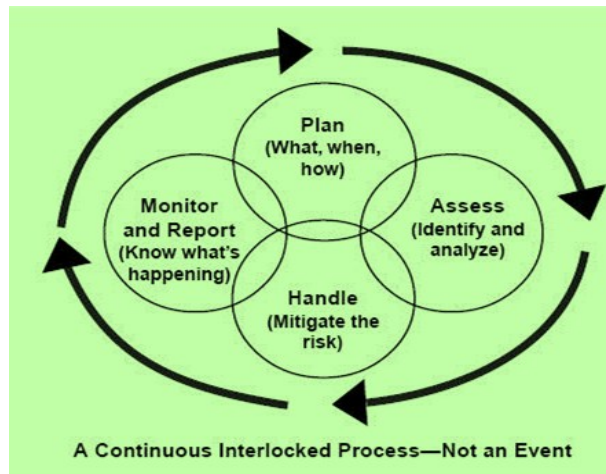 Plan
(What, when,
how)
Monitor
and Report
(Know what's
happening)
Assess
(Identify and
analyze)
Handle
(Mitigate the
risk)
A Continuous Interlocked Process—Not an Event